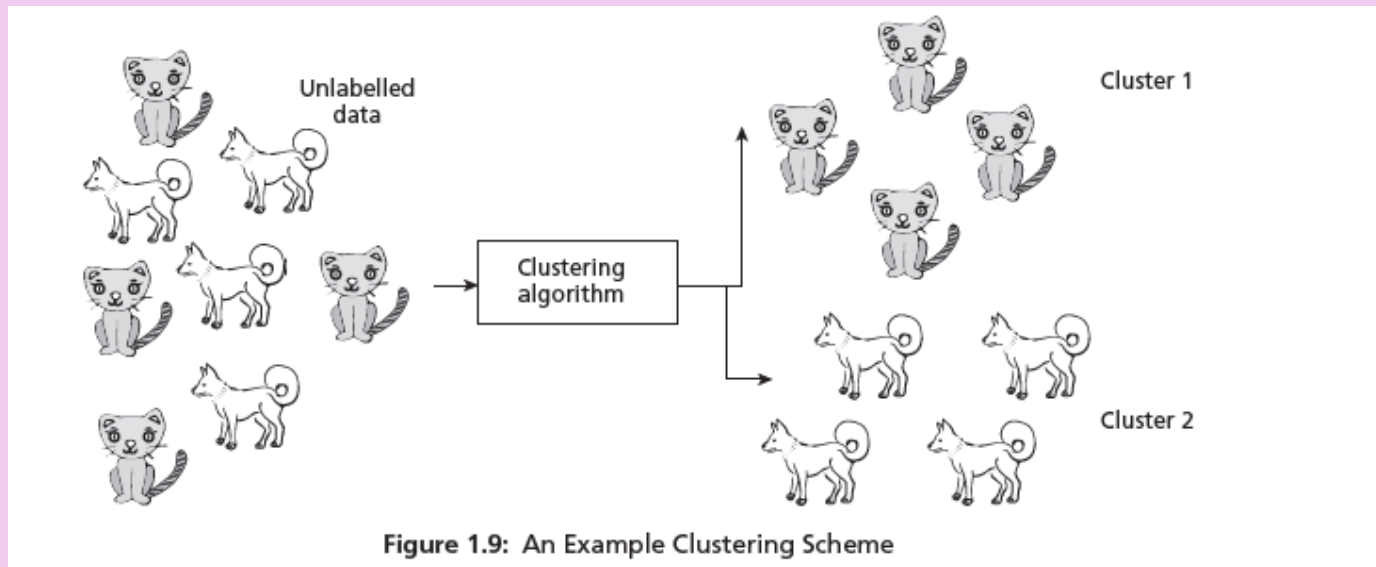 Unlabelled
data
Cluster 1
Clustering
algorithm
Cluster 2
Figure 1.9: An Example Clustering Scheme